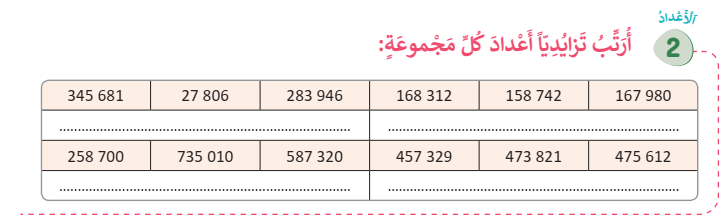 اَلْأَعْدادُ
2 أُرَتِّبُ تَزايُدِيّاً أَعْدادَ كُلِّ مَجْموعَةٍ:
345 681 27 806 283 946 168 312 158 742 167 980
258 700 735 010 587 320 457 329 473 821 475 612